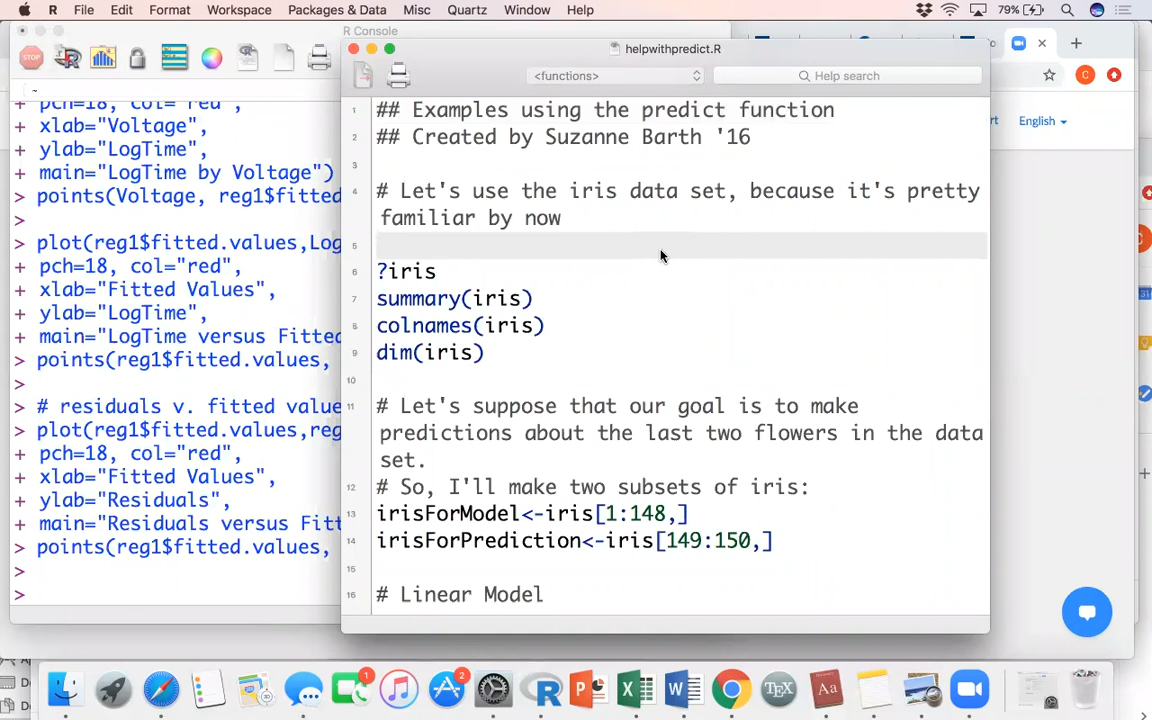 R File Edit Format Workspace Packages & Data Misc Quartz Window Help 79%
R Console
STOP
~
+ pch=18, col="red",
+ xlab="Voltage",
+ ylab="LogTime",
+ main="LogTime by Voltage")
> points(Voltage, reg1$fitted
>
> plot(reg1$fitted.values,Log
+ pch=18, col="red",
+ xlab="Fitted Values",
+ ylab="LogTime",
+ main="LogTime versus Fitted
> points(reg1$fitted.values,
>
> # residuals v. fitted value
> plot(reg1$fitted.values,reg
+ pch=18, col="red",
+ xlab="Fitted Values",
+ ylab="Residuals",
+ main="Residuals versus Fitt
> points(reg1$fitted.values,
>
>
helpwithpredict.R
<functions> Help search
1 ## Examples using the predict function
2 ## Created by Suzanne Barth '16
3
4 # Let's use the iris data set, because it's pretty
familiar by now
5
6 ?iris
7 summary(iris)
8 colnames(iris)
9 dim(iris)
10
11 # Let's suppose that our goal is to make
predictions about the last two flowers in the data
set.
12 # So, I'll make two subsets of iris:
13 irisForModel<-iris[1:148,]
14 irisForPrediction<-iris[149:150,]
15
16 # Linear Model
C
rt English
1
2
R P X W TEX Aa